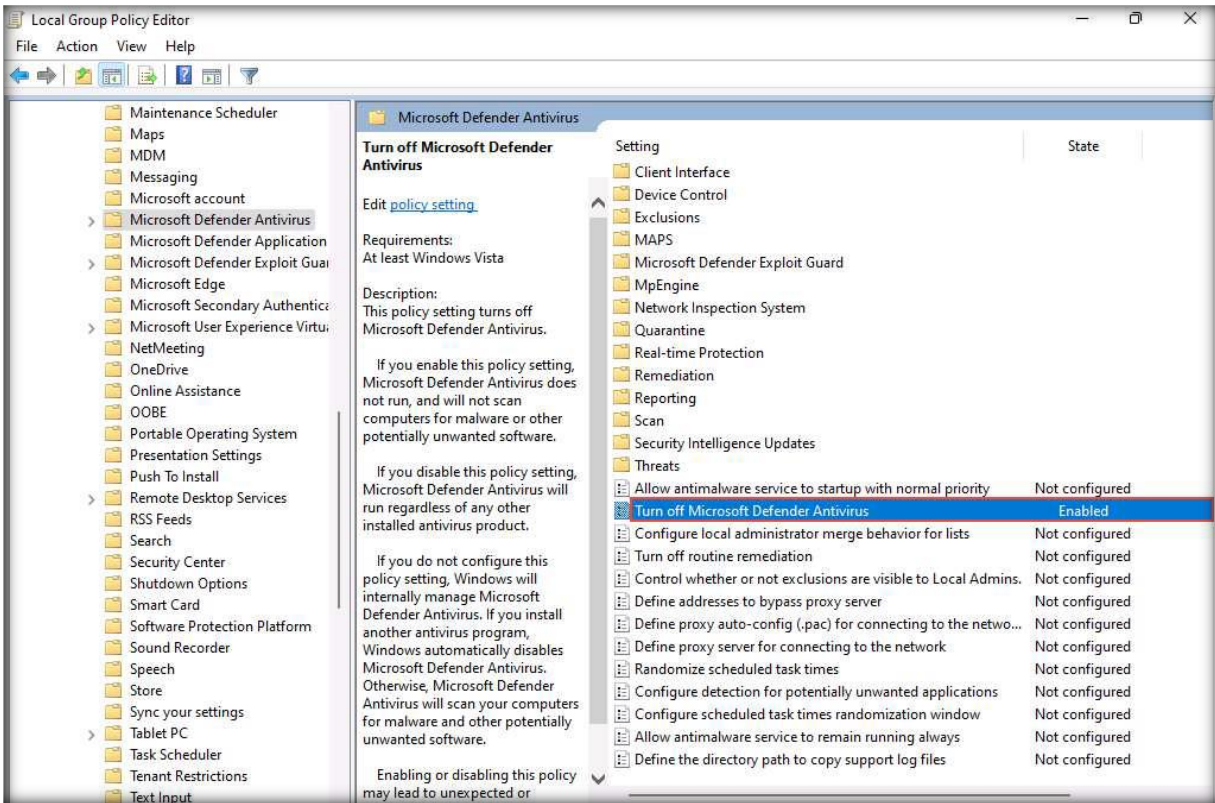 Local Group Policy Editor
File Action View Help
Maintenance Scheduler
Maps
MDM
Messaging
Microsoft account
Microsoft Defender Antivirus
Microsoft Defender Application
Microsoft Defender Exploit Guar
Microsoft Edge
Microsoft Secondary Authentica
Microsoft User Experience Virtua
NetMeeting
OneDrive
Online Assistance
OOBE
Portable Operating System
Presentation Settings
Push To Install
Remote Desktop Services
RSS Feeds
Search
Security Center
Shutdown Options
Smart Card
Software Protection Platform
Sound Recorder
Speech
Store
Sync your settings
Tablet PC
Task Scheduler
Tenant Restrictions
Text Input
Microsoft Defender Antivirus
Turn off Microsoft Defender
Antivirus
Edit policy setting
Requirements:
At least Windows Vista
Description:
This policy setting turns off
Microsoft Defender Antivirus.
If you enable this policy setting,
Microsoft Defender Antivirus does
not run, and will not scan
computers for malware or other
potentially unwanted software.
If you disable this policy setting,
Microsoft Defender Antivirus will
run regardless of any other
installed antivirus product.
If you do not configure this
policy setting, Windows will
internally manage Microsoft
Defender Antivirus. If you install
another antivirus program,
Windows automatically disables
Microsoft Defender Antivirus.
Otherwise, Microsoft Defender
Antivirus will scan your computers
for malware and other potentially
unwanted software.
Enabling or disabling this policy
may lead to unexpected or
Setting State
Client Interface
Device Control
Exclusions
MAPS
Microsoft Defender Exploit Guard
MpEngine
Network Inspection System
Quarantine
Real-time Protection
Remediation
Reporting
Scan
Security Intelligence Updates
Threats
Allow antimalware service to startup with normal priority Not configured
Turn off Microsoft Defender Antivirus Enabled
Configure local administrator merge behavior for lists Not configured
Turn off routine remediation Not configured
Control whether or not exclusions are visible to Local Admins. Not configured
Define addresses to bypass proxy server Not configured
Define proxy auto-config (.pac) for connecting to the netwo... Not configured
Define proxy server for connecting to the network Not configured
Randomize scheduled task times Not configured
Configure detection for potentially unwanted applications Not configured
Configure scheduled task times randomization window Not configured
Allow antimalware service to remain running always Not configured
Define the directory path to copy support log files Not configured